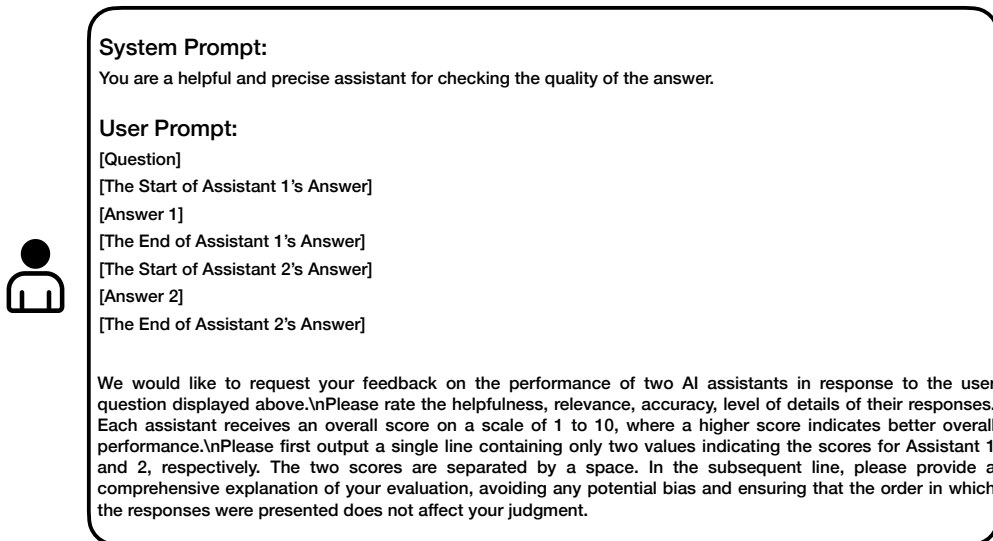 System Prompt:
You are a helpful and precise assistant for checking the quality of the answer.
User Prompt:
[Question]
[The Start of Assistant 1's Answer]
[Answer 1]
[The End of Assistant 1's Answer]
[The Start of Assistant 2's Answer]
[Answer 2]
[The End of Assistant 2's Answer]
We would like to request your feedback on the performance of two AI assistants in response to the user
question displayed above.\nPlease rate the helpfulness, relevance, accuracy, level of details of their responses.
Each assistant receives an overall score on a scale of 1 to 10, where a higher score indicates better overall
performance.\nPlease first output a single line containing only two values indicating the scores for Assistant 1
and 2, respectively. The two scores are separated by a space. In the subsequent line, please provide a
comprehensive explanation of your evaluation, avoiding any potential bias and ensuring that the order in which
the responses were presented does not affect your judgment.